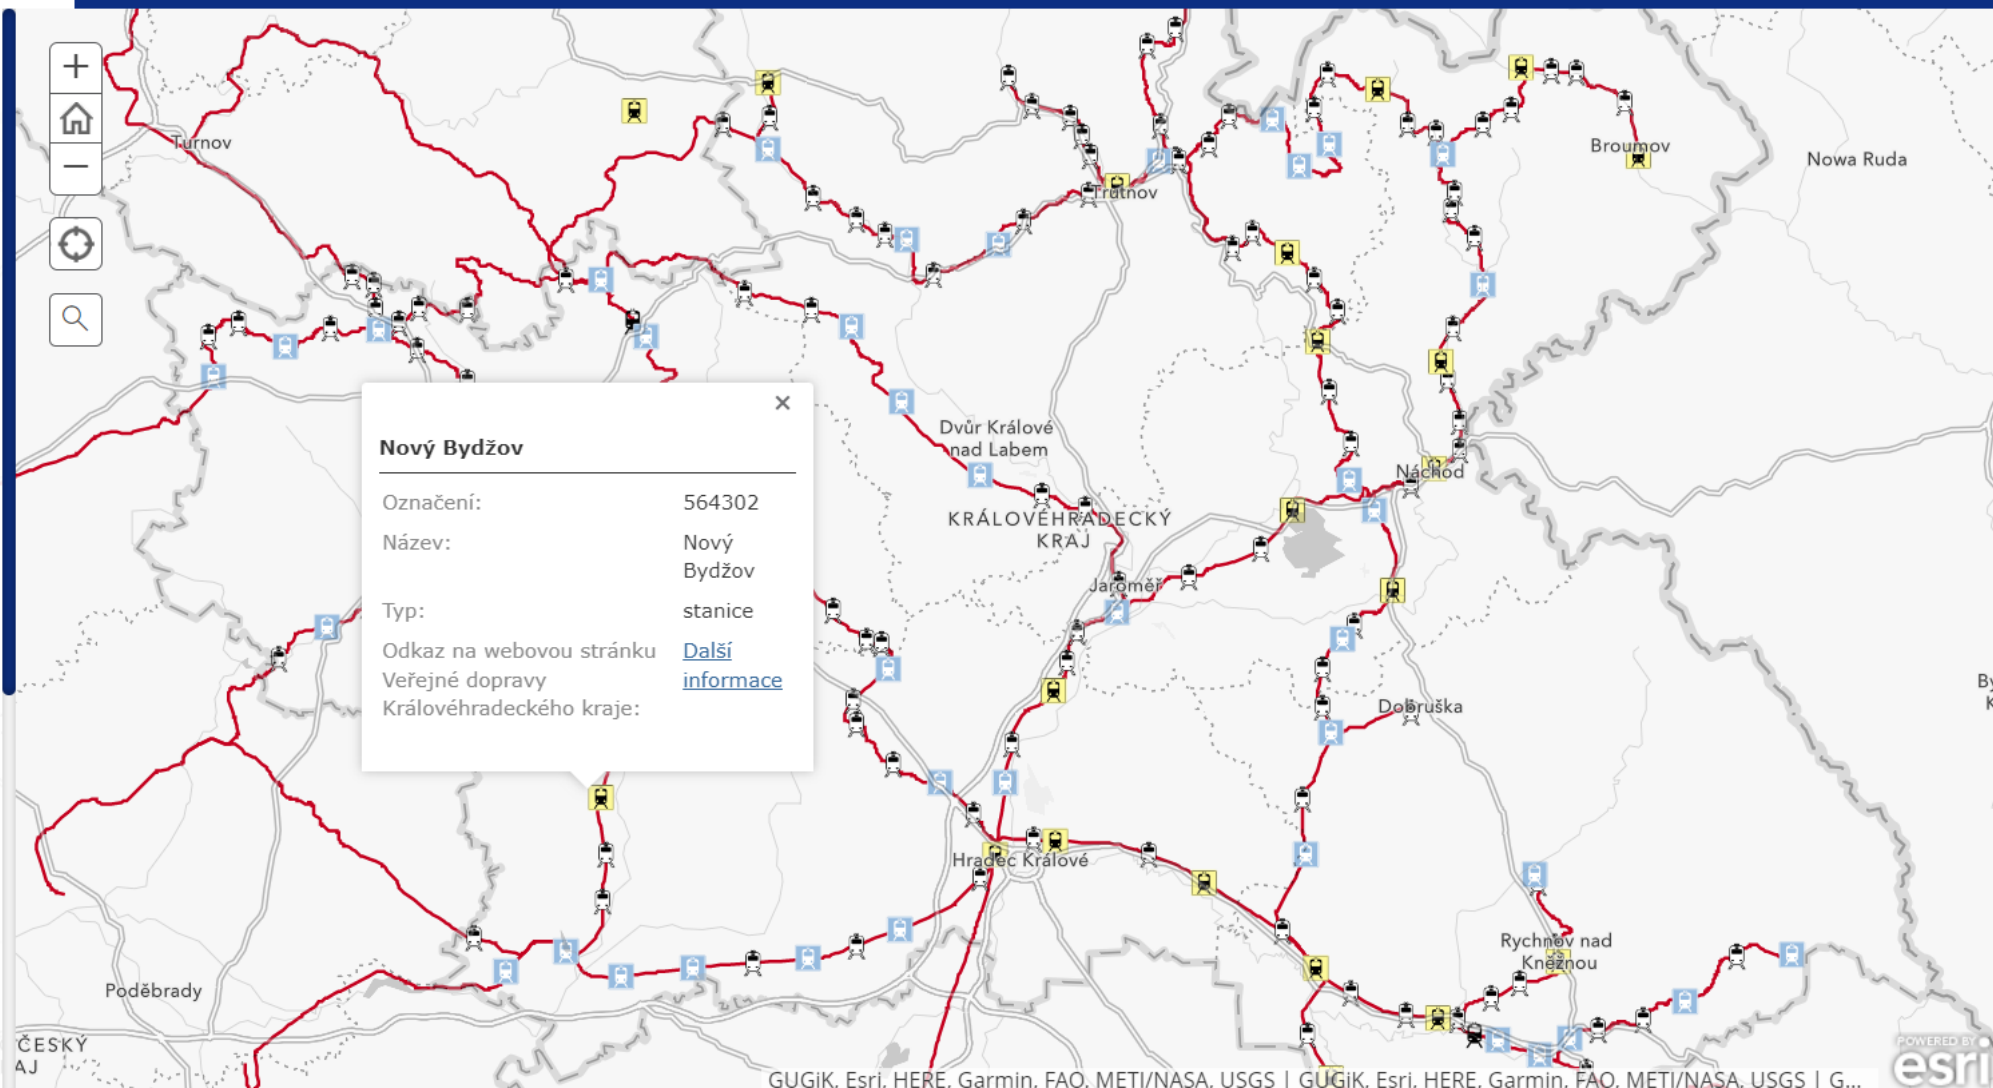 Turnov
Broumov
Nowa Ruda
Trutnov
Nový Bydžov
Označení:
564302
Název:
Nový
Bydžov
Typ:
stanice
Odkaz na webovou stránku
Veřejné dopravy
Královéhradeckého kraje:
Další
informace
Dvůr Králové
nad Labem
Náchod
KRÁLOVÉHRADECKÝ
KRAJ
Jaroměř
Dobruška
Hradec Králové
Rychnov nad
Kněžnou
Poděbrady
ČESKÝ
AJ
POWERED BY
esri
GUGiK, Esri, HERE, Garmin, FAO, METI/NASA, USGS | GUGiK, Esri, HERE, Garmin, FAO, METI/NASA, USGS | G...